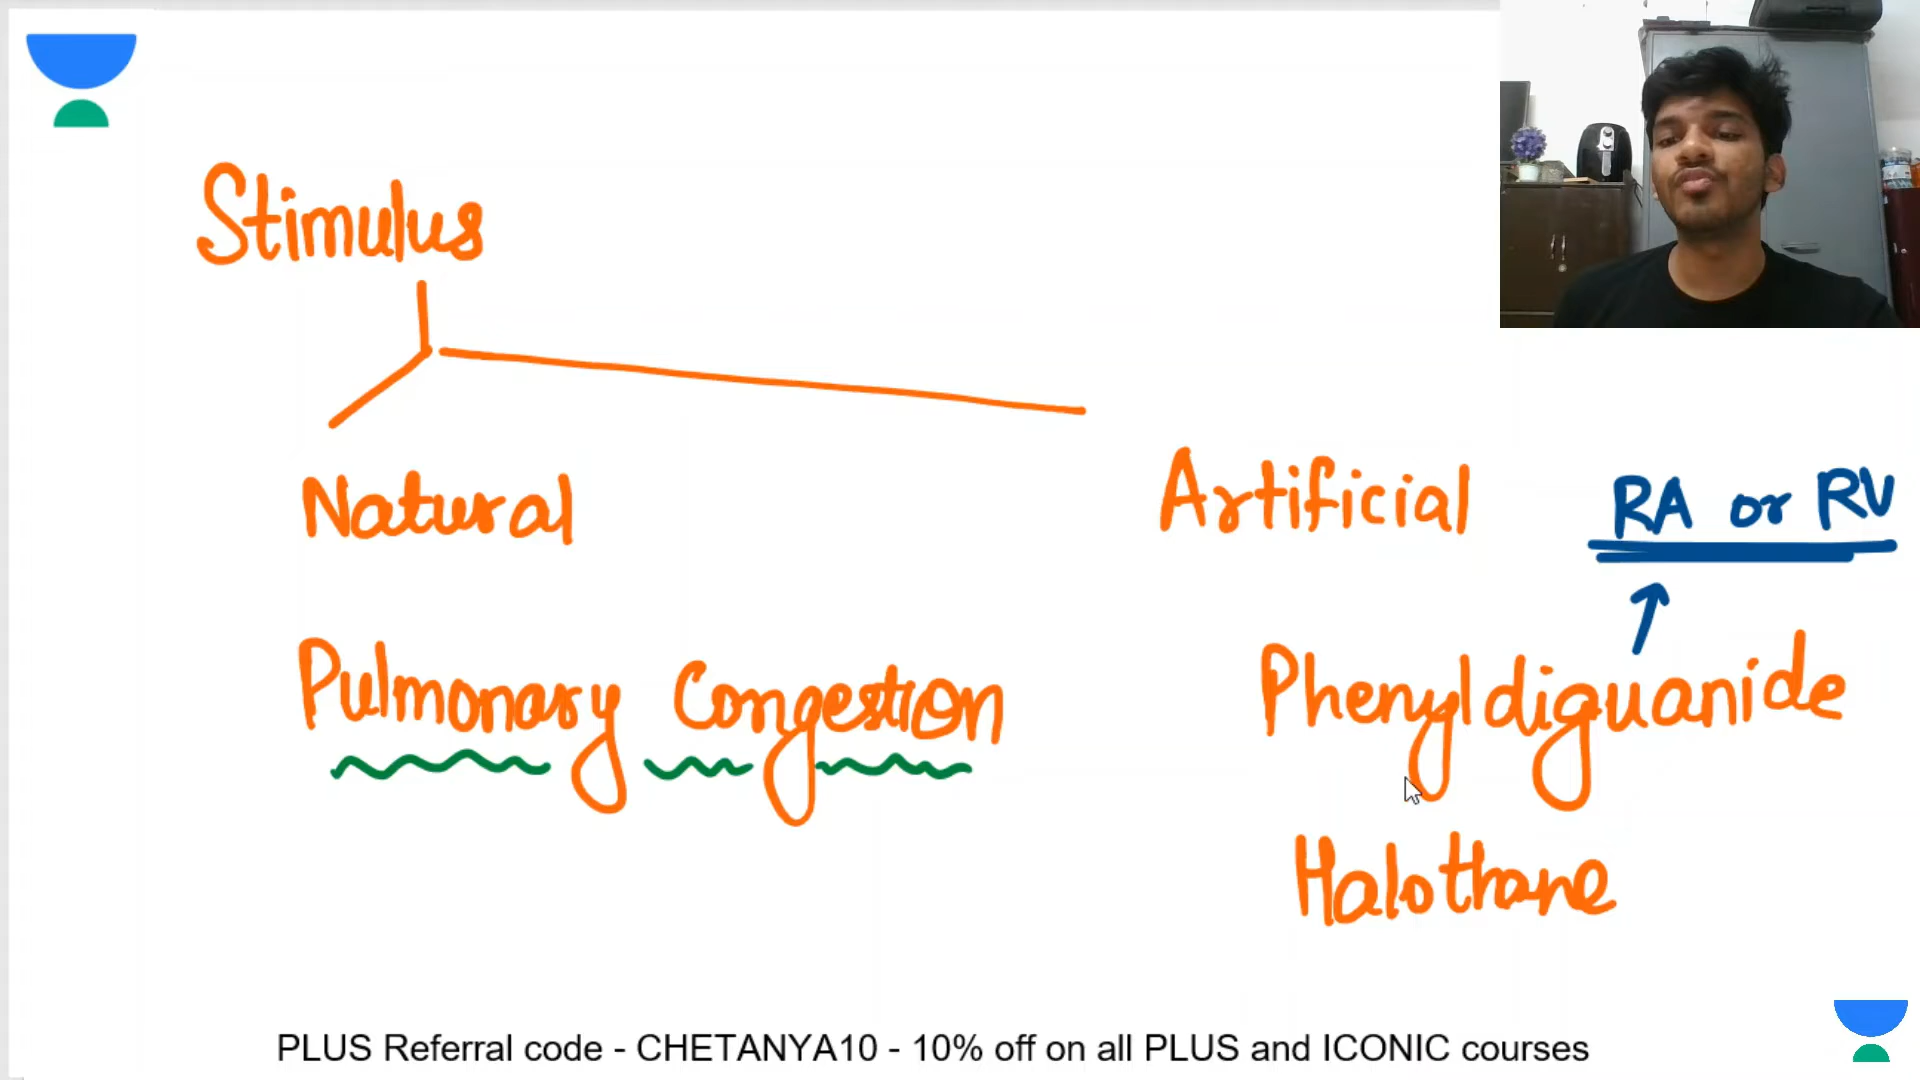 Stimulus
Natural
Artificial
RA or RV
Pulmonary Congestion
Phenyldiguanide
Halothane
PLUS Referral code - CHETANYA10 - 10% off on all PLUS and ICONIC courses